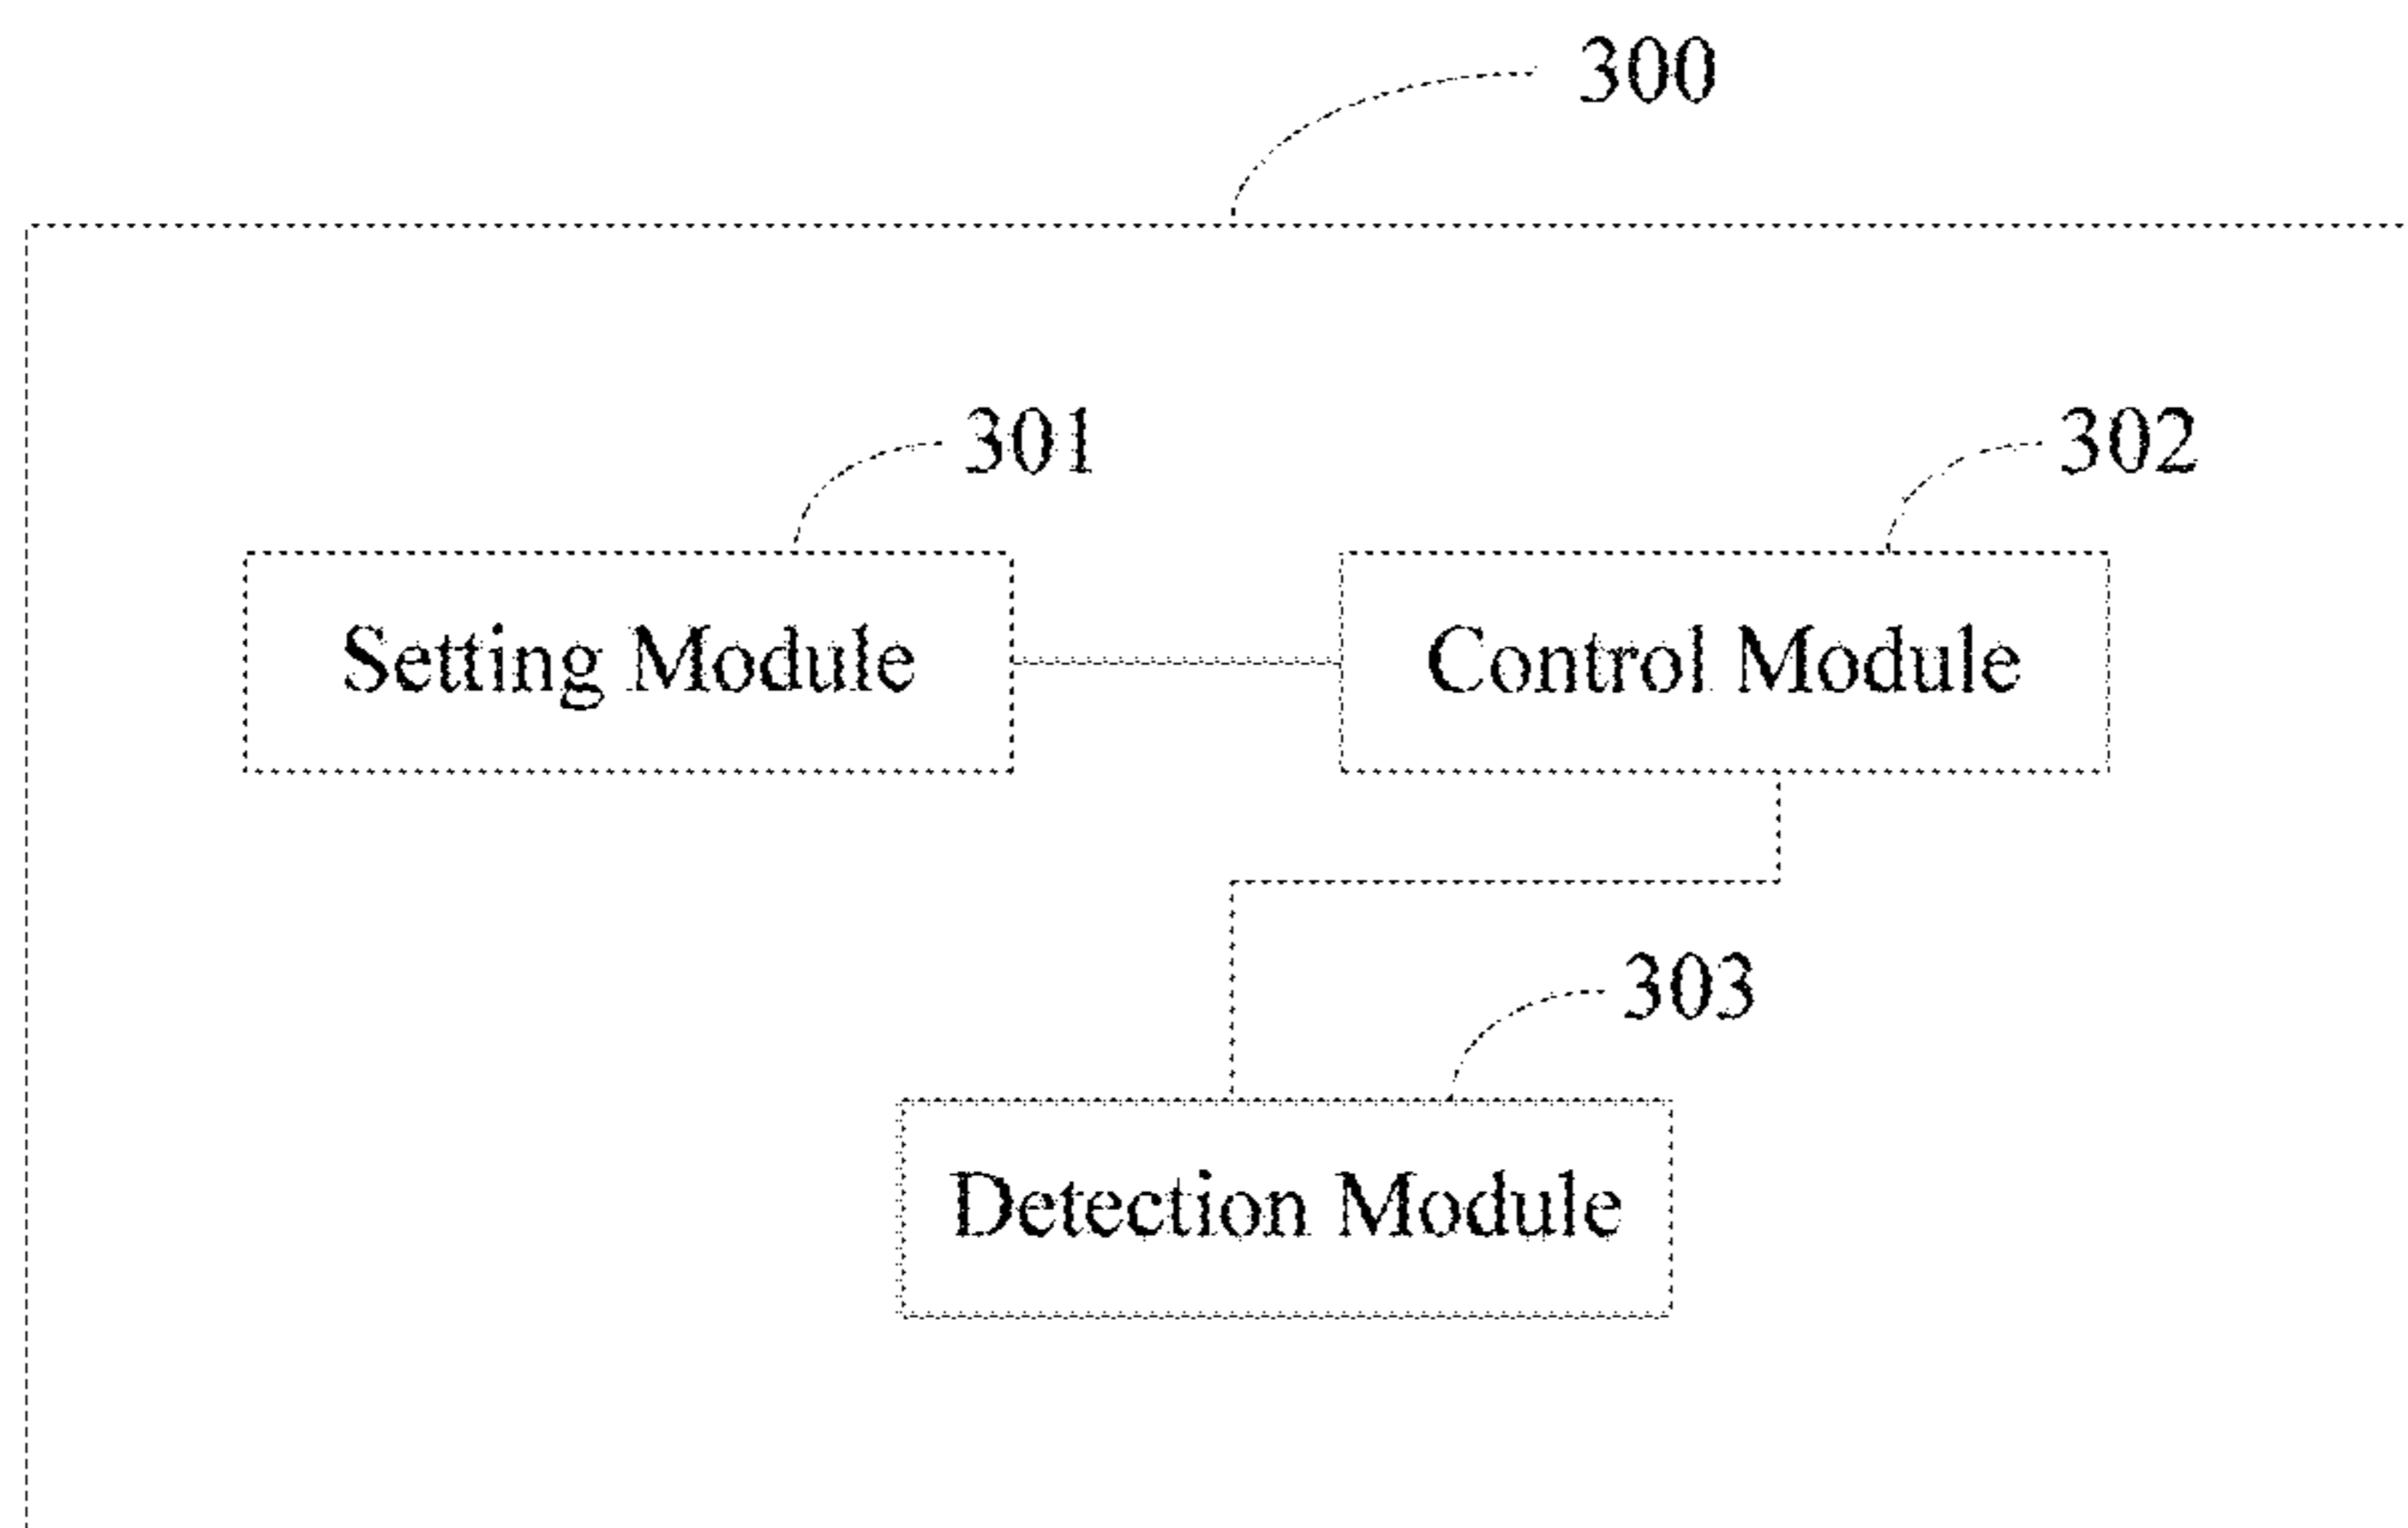 300
301
302
Setting Module
Control Module
303
Detection Module